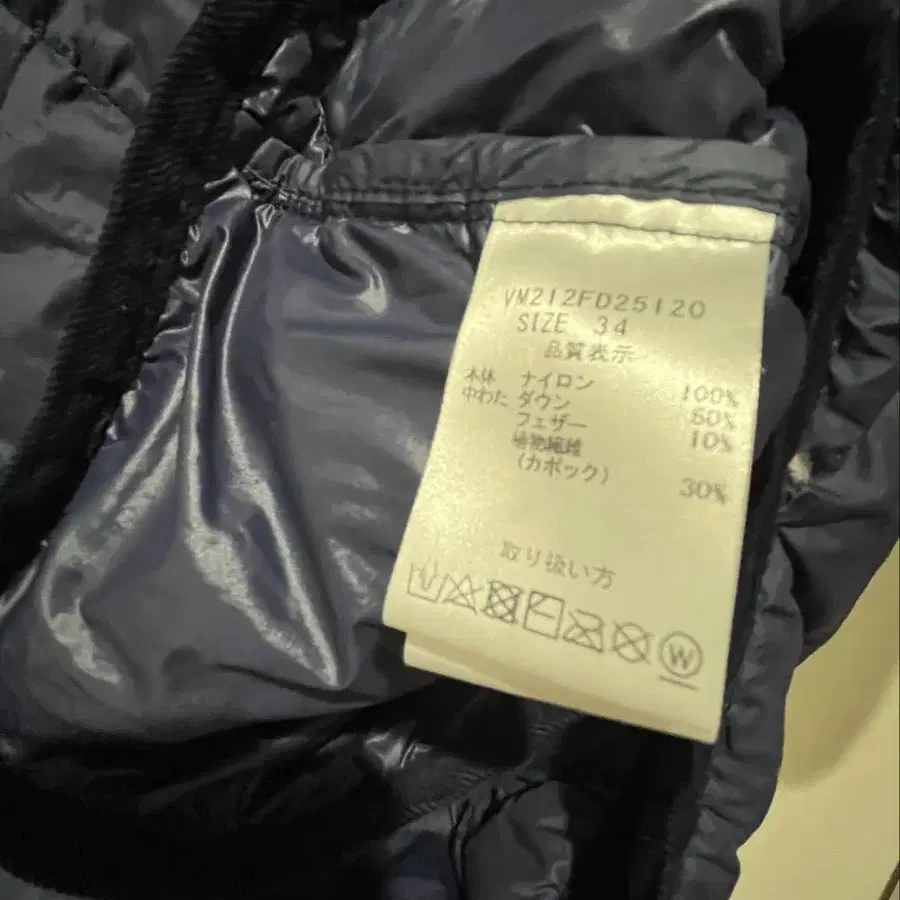 VM212FD25120
SIZE 34
品質表示
本体 ナイロン 100%
中わた ダウン 60%
フェザー 10%
植物繊維
(カポック) 30%
取り扱い方
W